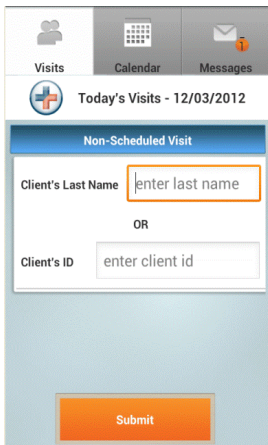 Visits Calendar Messages
Today's Visits - 12/03/2012
Non-Scheduled Visit
Client's Last Name enter last name
OR
Client's ID enter client id
Submit